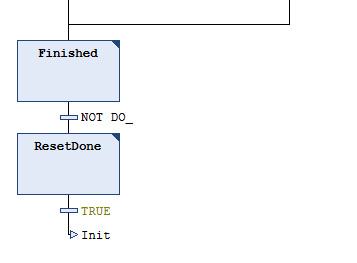 Finished
NOT DO_
ResetDone
TRUE
Init